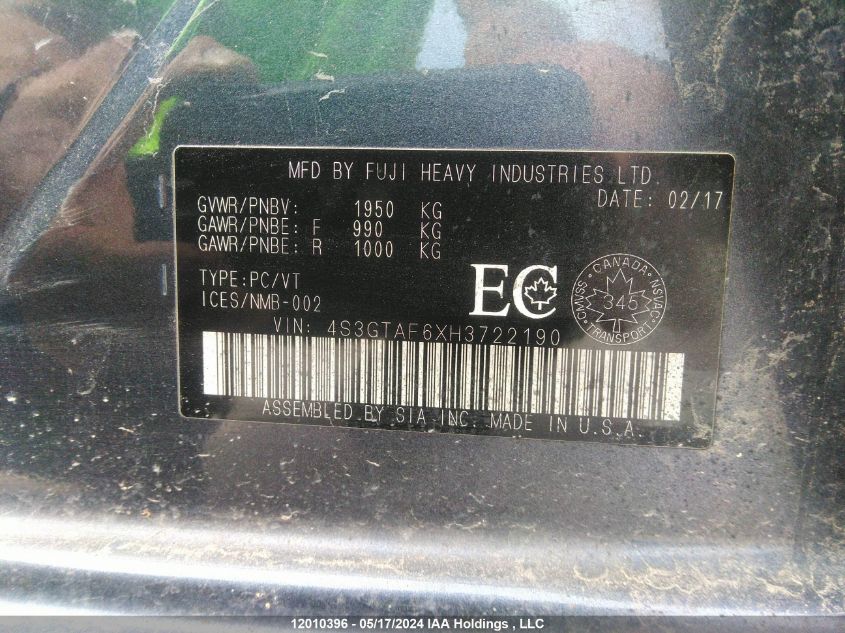 MFD BY FUJI HEAVY INDUSTRIES LTD.
DATE: 02/17
GVWR/PNBV: 1950 KG
GAWR/PNBE: F 990 KG
GAWR/PNBE: R 1000 KG
TYPE:PC/VT
ICES/NMB-002
EC
CANADA
CMVSS
NSVAC
345
TRANSPORT
VIN: 4S3GTAF6XH3722190
ASSEMBLED BY SIA INC. MADE IN U.S.A.
12010396 - 05/17/2024 IAA Holdings , LLC